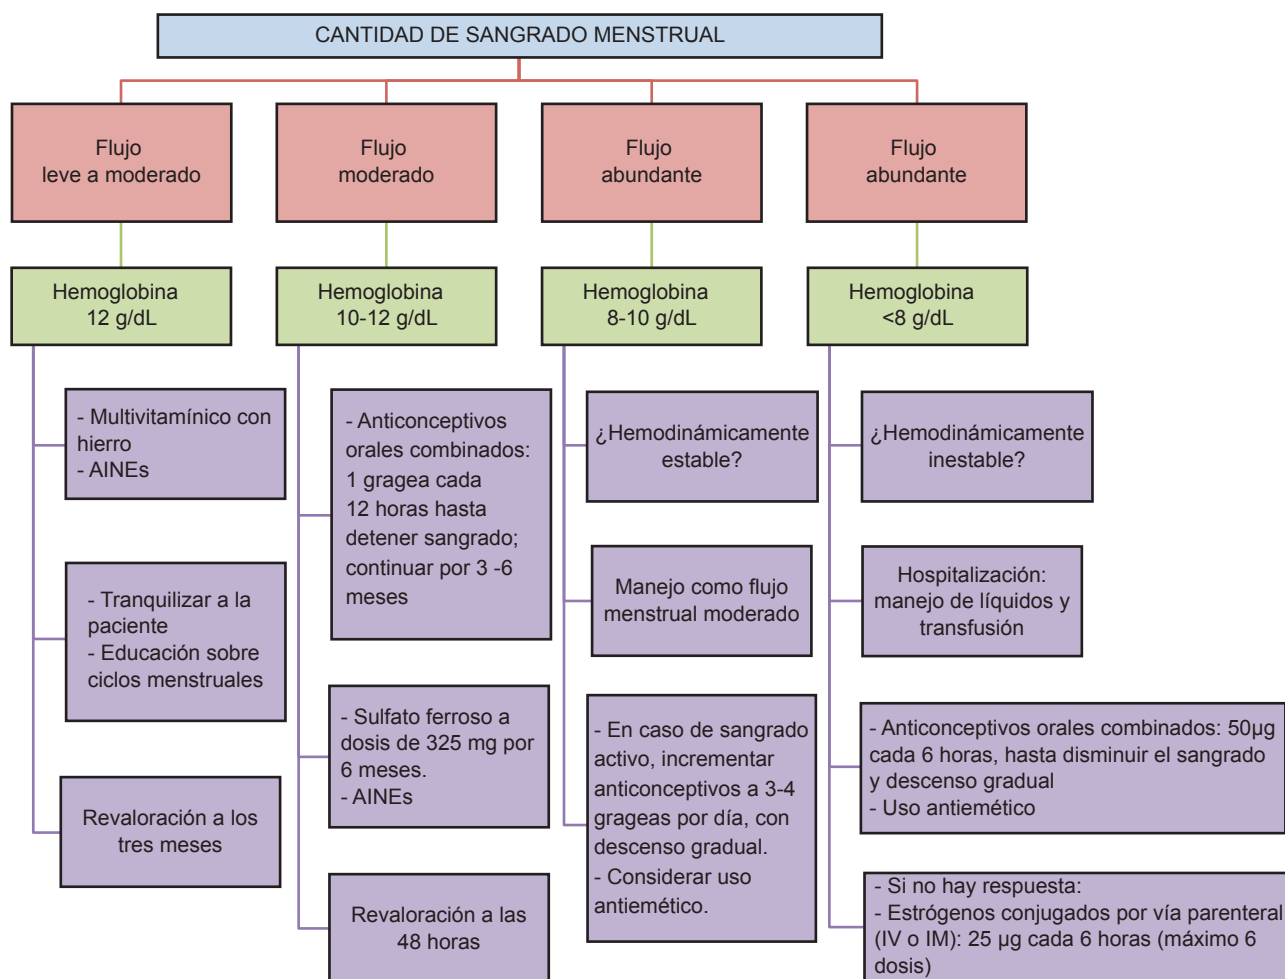 CANTIDAD DE SANGRADO MENSTRUAL
Flujo
leve a moderado
Flujo
moderado
Flujo
abundante
Flujo
abundante
Hemoglobina
12 g/dL
Hemoglobina
10-12 g/dL
Hemoglobina
8-10 g/dL
Hemoglobina
<8 g/dL
- Multivitamínico con
hierro
- AINEs
- Tranquilizar a la
paciente
- Educación sobre
ciclos menstruales
Revaloración a los
tres meses
- Anticonceptivos
orales combinados:
1 gragea cada
12 horas hasta
detener sangrado;
continuar por 3 -6
meses
- Sulfato ferroso a
dosis de 325 mg por
6 meses.
- AINEs
Revaloración a las
48 horas
¿Hemodinámicamente
estable?
Manejo como flujo
menstrual moderado
- En caso de sangrado
activo, incrementar
anticonceptivos a 3-4
grageas por día, con
descenso gradual.
- Considerar uso
antiemético.
¿Hemodinámicamente
inestable?
Hospitalización:
manejo de líquidos y
transfusión
- Anticonceptivos orales combinados: 50µg
cada 6 horas, hasta disminuir el sangrado
y descenso gradual
- Uso antiemético
- Si no hay respuesta:
- Estrógenos conjugados por vía parenteral
(IV o IM): 25 µg cada 6 horas (máximo 6
dosis)